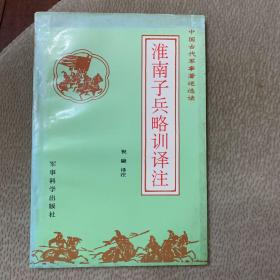 中国古代军事著述选读
淮南子兵略训译注
译注
军事科学出版社